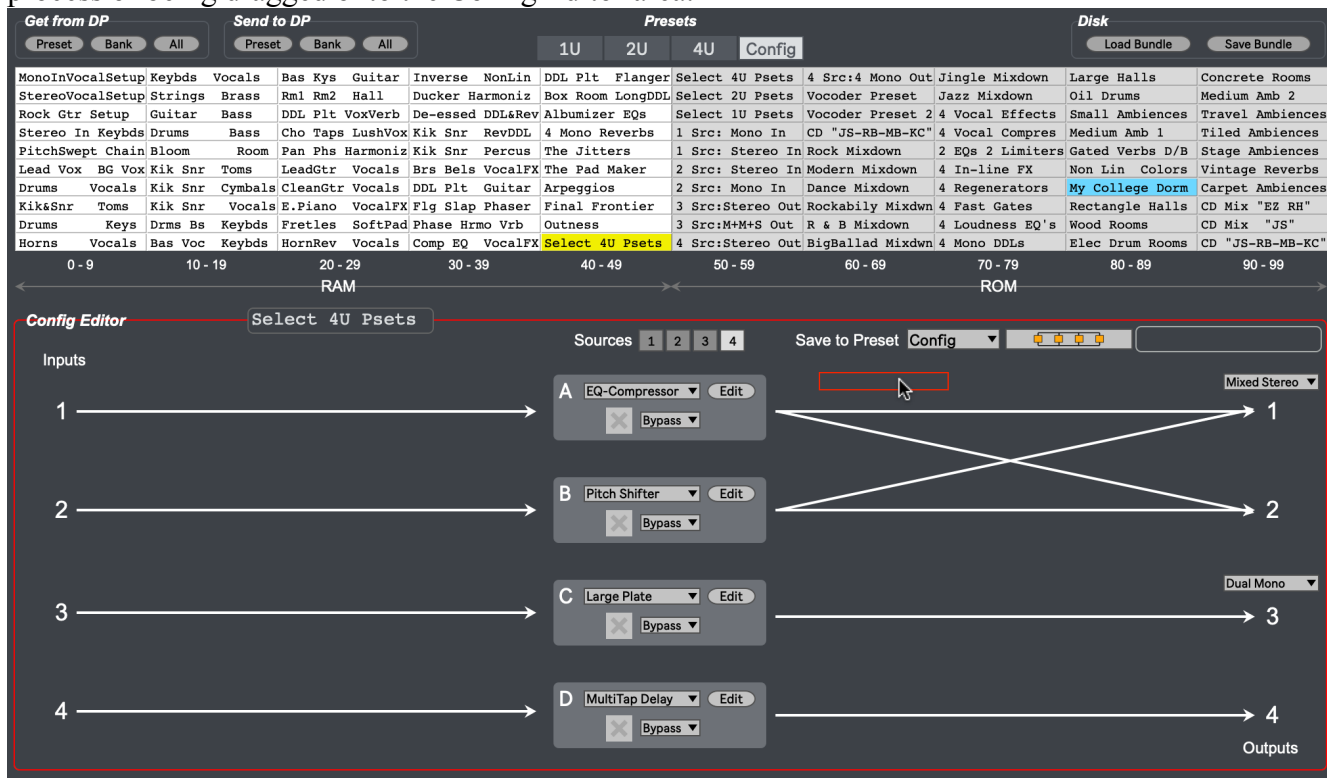 process of being dragged onto the Config Editor area.
Get from DP Send to DP Presets Disk
Preset Bank All Preset Bank All Load Bundle Save Bundle
1U 2U 4U Config
MonoInVocalSetup Keybds Vocals Bas Kys Guitar Inverse NonLin DDL Plt Flanger Select 4U Psets 4 Src:4 Mono Out Jingle Mixdown Large Halls Concrete Rooms
StereoVocalSetup Strings Brass Rm1 Rm2 Hall Ducker Harmoniz Box Room LongDDL Select 2U Psets Vocoder Preset Jazz Mixdown Oil Drums Medium Amb 2
Rock Gtr Setup Guitar Bass DDL Plt VoxVerb De-essed DDL&Rev Albumizer EQs Select 1U Psets Vocoder Preset 2 4 Vocal Effects Small Ambiences Travel Ambiences
Stereo In Keybds Drums Bass Cho Taps LushVox Kik Snr RevDDL 4 Mono Reverbs 1 Src: Mono In CD "JS-RB-MB-KC" 4 Vocal Compres Medium Amb 1 Tiled Ambiences
PitchSwept Chain Bloom Room Pan Phs Harmoniz Kik Snr Percus The Jitters 1 Src: Stereo In Rock Mixdown 2 EQs 2 Limiters Gated Verbs D/B Stage Ambiences
Lead Vox BG Vox Kik Snr Toms LeadGtr Vocals Brs Bels VocalFX The Pad Maker 2 Src: Stereo In Modern Mixdown 4 In-line FX Non Lin Colors Vintage Reverbs
Drums Vocals Kik Snr Cymbals CleanGtr Vocals DDL Plt Guitar Arpeggios 2 Src: Mono In Dance Mixdown 4 Regenerators My College Dorm Carpet Ambiences
Kik&Snr Toms Kik Snr Vocals E.Piano VocalFX Flg Slap Phaser Final Frontier 3 Src:Stereo Out Rockabily Mixdwn 4 Fast Gates Rectangle Halls CD Mix "EZ RH"
Drums Keys Drms Bs Keybds Fretles SoftPad Phase Hrmo Vrb Outness 3 Src:M+M+S Out R & B Mixdown 4 Loudness EQ's Wood Rooms CD Mix "JS"
Horns Vocals Bas Voc Keybds HornRev Vocals Comp EQ VocalFX Select 4U Psets 4 Src:Stereo Out BigBallad Mixdwn 4 Mono DDLs Elec Drum Rooms CD "JS-RB-MB-KC"
0 - 9 10 - 19 20 - 29 30 - 39 40 - 49 50 - 59 60 - 69 70 - 79 80 - 89 90 - 99
RAM ROM
Config Editor Select 4U Psets
Sources 1 2 3 4 Save to Preset Config
Inputs
A EQ-Compressor Edit Mixed Stereo
1 Bypass 1
B Pitch Shifter Edit
2 Bypass 2
C Large Plate Edit Dual Mono
3 Bypass 3
D MultiTap Delay Edit
4 Bypass 4
Outputs